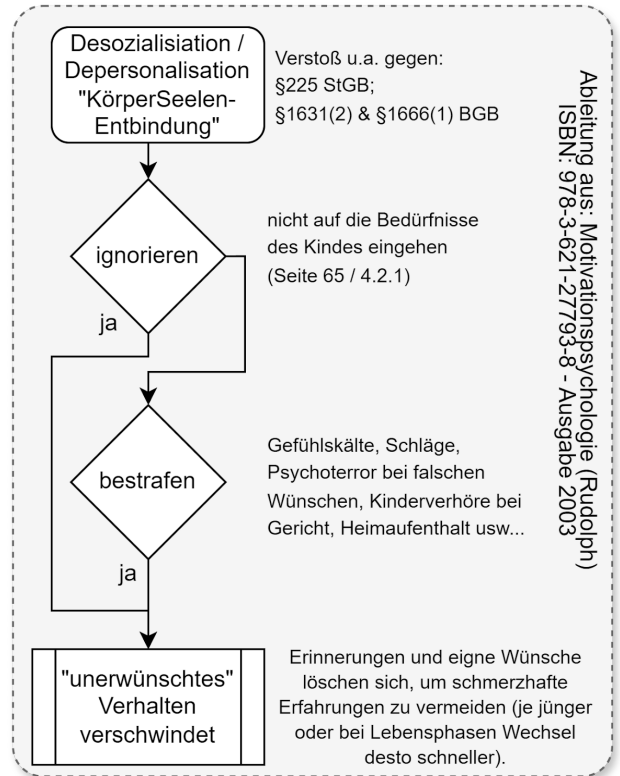 Desozialisiation /
Depersonalisation
"KörperSeelen-
Entbindung"
Verstoß u.a. gegen:
§225 StGB;
§1631(2) & §1666(1) BGB
ignorieren
nicht auf die Bedürfnisse
des Kindes eingehen
(Seite 65 / 4.2.1)
ja
bestrafen
Gefühlskälte, Schläge,
Psychoterror bei falschen
Wünschen, Kinderverhöre bei
Gericht, Heimaufenthalt usw...
ja
"unerwünschtes"
Verhalten
verschwindet
Erinnerungen und eigne Wünsche
löschen sich, um schmerzhafte
Erfahrungen zu vermeiden (je jünger
oder bei Lebensphasen Wechsel
desto schneller).
Ableitung aus: Motivationspsychologie (Rudolph)
ISBN: 978-3-621-27793-8 - Ausgabe 2003